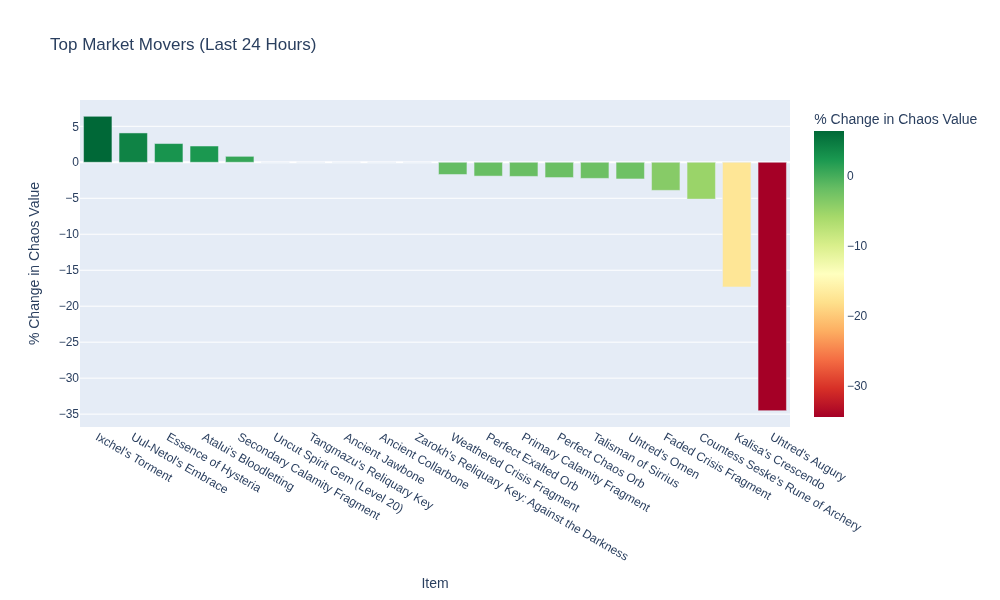 Top Market Movers (Last 24 Hours)
% Change in Chaos Value
5
0
−5
−10
−15
−20
−25
−30
−35
% Change in Chaos Value
Ixchel's Torment
Uul-Netol's Embrace
Essence of Hysteria
Atalui's Bloodletting
Secondary Calamity Fragment
Uncut Spirit Gem (Level 20)
Tangmazu's Reliquary Key
Ancient Jawbone
Ancient Collarbone
Zarokh's Reliquary Key: Against the Darkness
Weathered Crisis Fragment
Perfect Exalted Orb
Primary Calamity Fragment
Perfect Chaos Orb
Talisman of Sirrius
Uhtred's Omen
Faded Crisis Fragment
Countess Seske's Rune of Archery
Kalisa's Crescendo
Uhtred's Augury
Item
0
−10
−20
−30